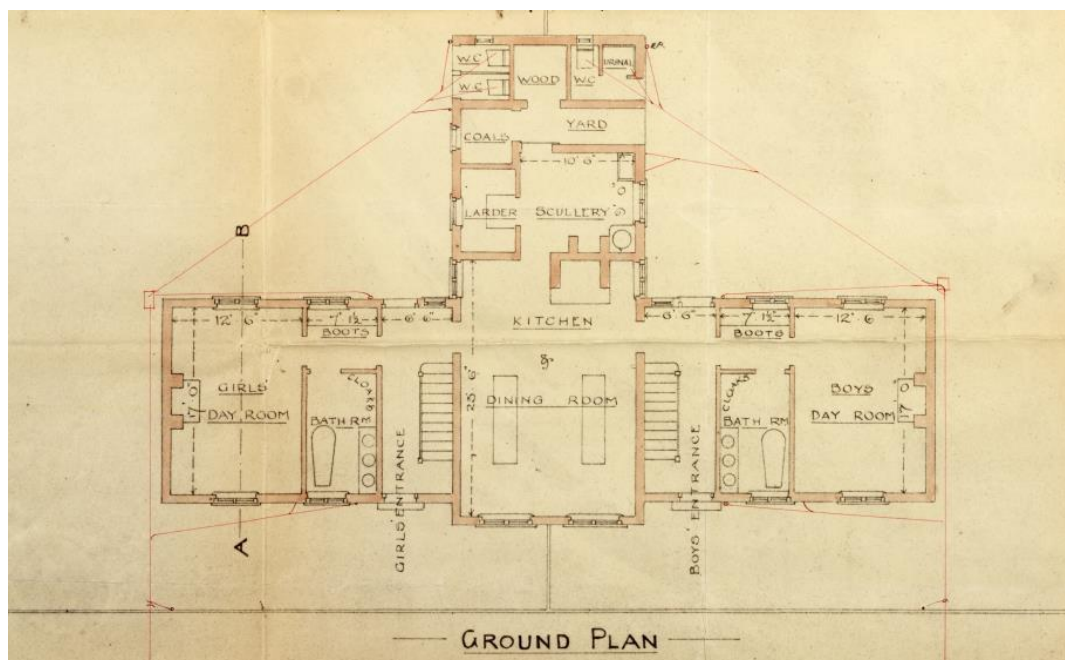 W.C
W.C
WOOD
W.C
URINAL
COALS
YARD
10' 6"
LARDER
SCULLERY
9' 0"
B
12' 6"
7' 1½
6' 6"
BOOTS
KITCHEN
&
DINING ROOM
25' 6"
6' 6"
7' 1½"
12' 6
BOOTS
GIRLS'
DAY ROOM
17' 0"
BATH RM
CLOAKS
GIRLS' ENTRANCE
BOYS' ENTRANCE
CLOAKS
BATH RM
BOYS
DAY ROOM
17' 0
A
GROUND PLAN